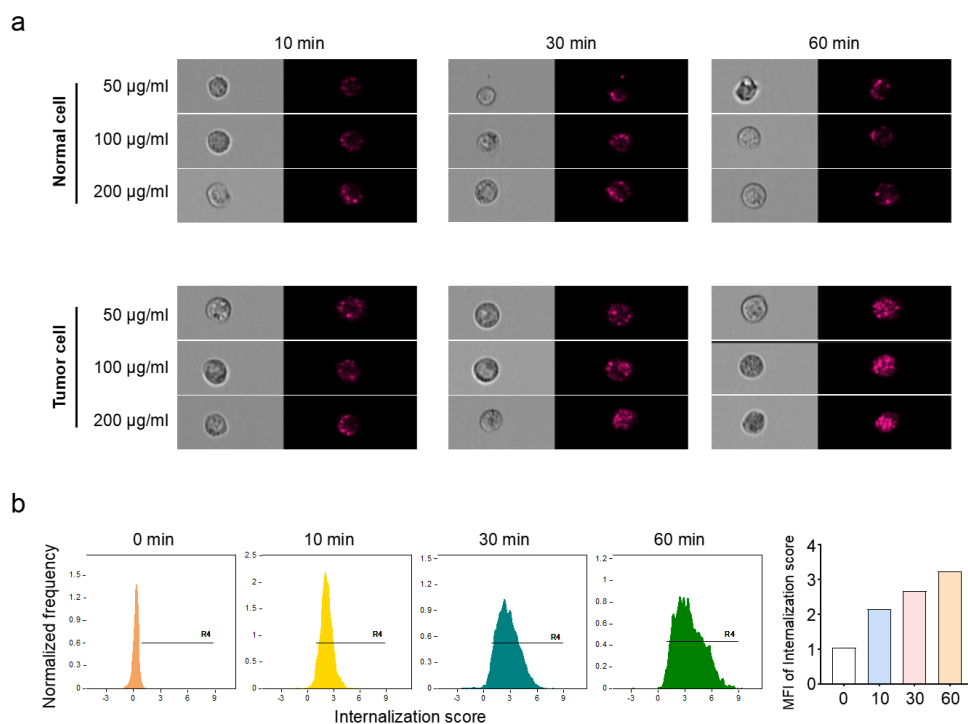 a
10 min 30 min 60 min
Normal cell
50 µg/ml
100 µg/ml
200 µg/ml
Tumor cell
50 µg/ml
100 µg/ml
200 µg/ml
b
0 min 10 min 30 min 60 min
Normalized frequency
1.5
1.2
0.9
0.6
0.3
0
R4
-3 0 3 6 9
2.5
2
1.5
1
0.5
0
R4
-3 0 3 6 9
1.5
1.2
0.9
0.6
0.3
0
R4
-3 0 3 6 9
1.2
1
0.8
0.6
0.4
0.2
0
R4
-3 0 3 6 9
Internalization score
MFI of Internalization score
4
3
2
1
0
0 10 30 60